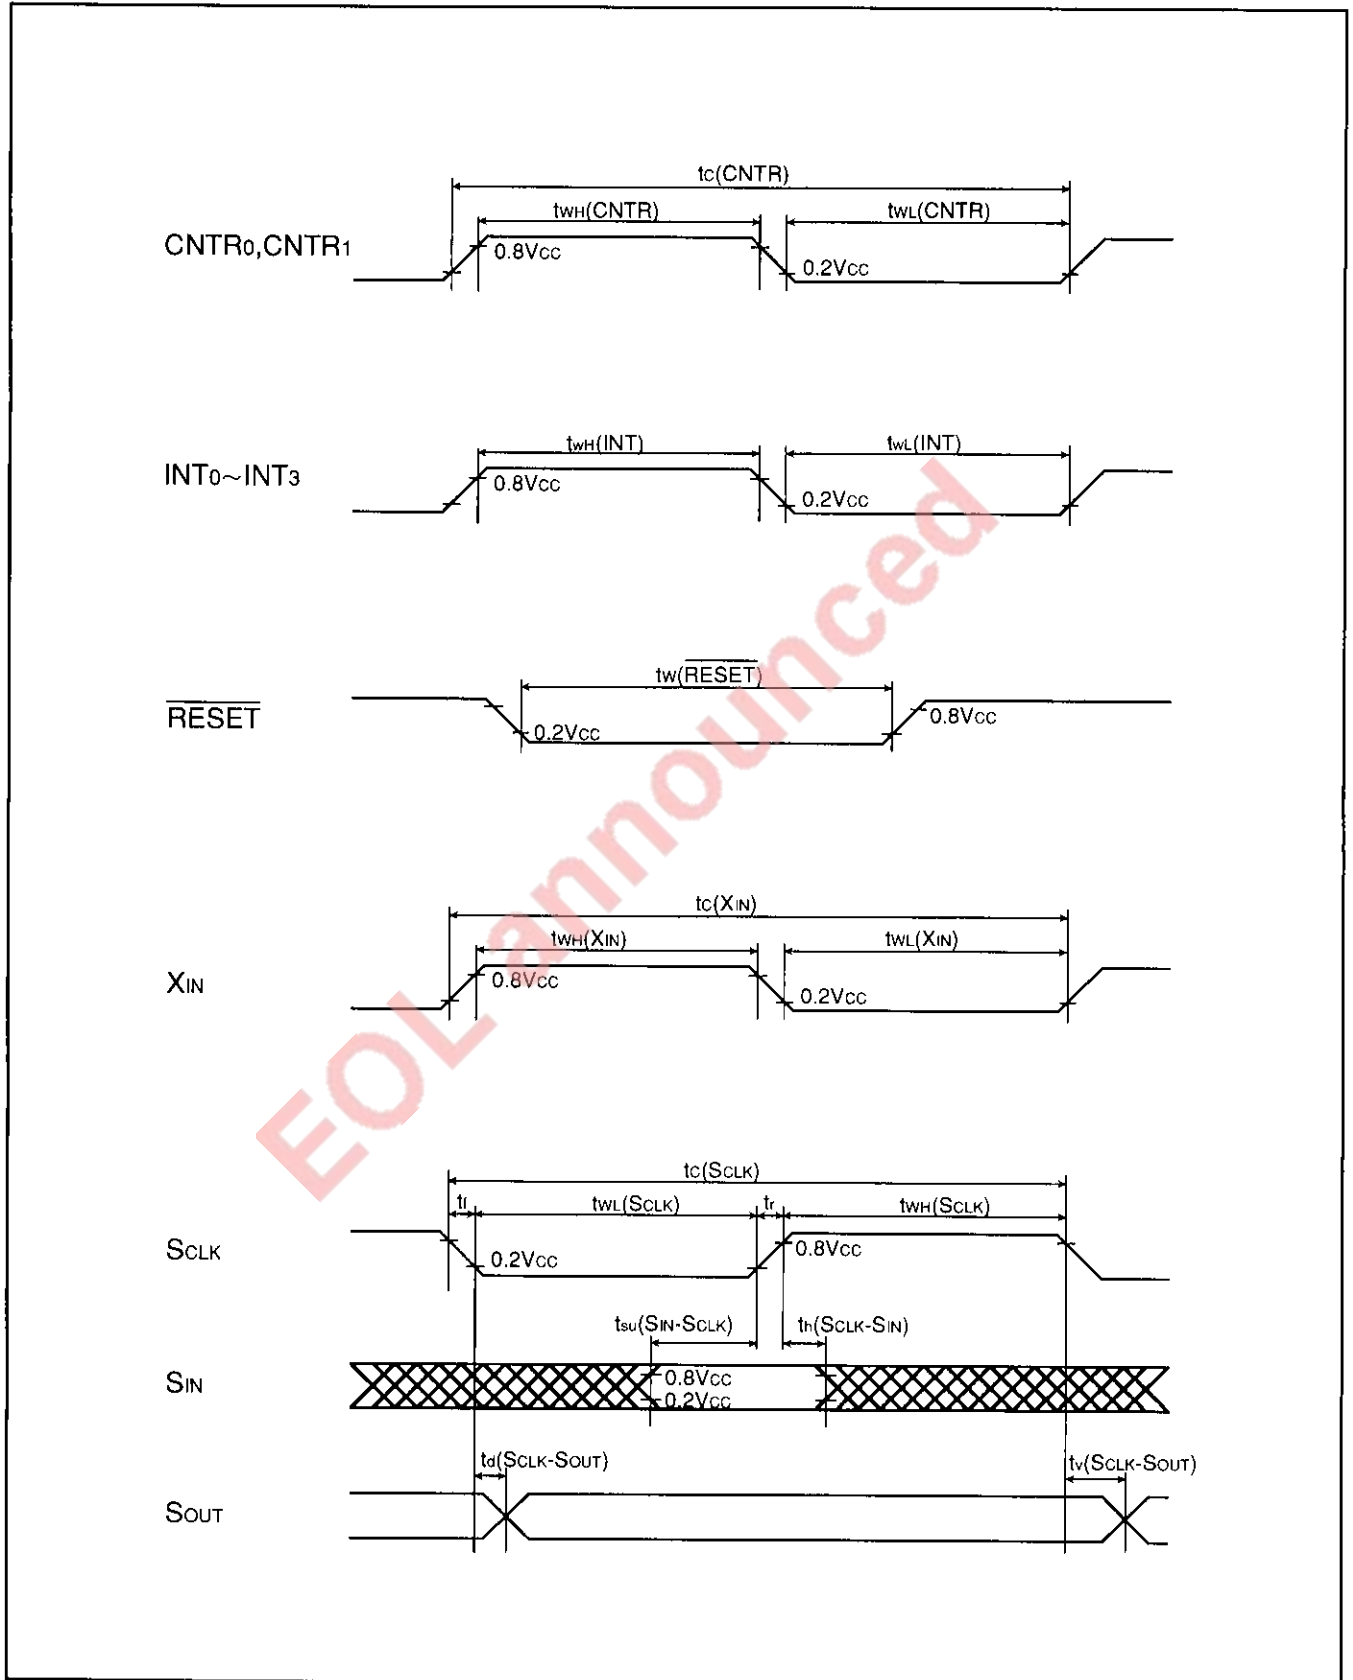 tC(CNTR)
tWH(CNTR) tWL(CNTR)
CNTR0,CNTR1
0.8VCC
0.2VCC
tWH(INT) tWL(INT)
INT0~INT3
0.8VCC
0.2VCC
tW(RESET)
RESET
0.2VCC
0.8VCC
tC(XIN)
tWH(XIN) tWL(XIN)
XIN
0.8VCC
0.2VCC
tC(SCLK)
tf tWL(SCLK) tr tWH(SCLK)
SCLK
0.2VCC
0.8VCC
tsu(SIN-SCLK) th(SCLK-SIN)
SIN
0.8VCC
0.2VCC
td(SCLK-SOUT) tv(SCLK-SOUT)
SOUT
EOL announced